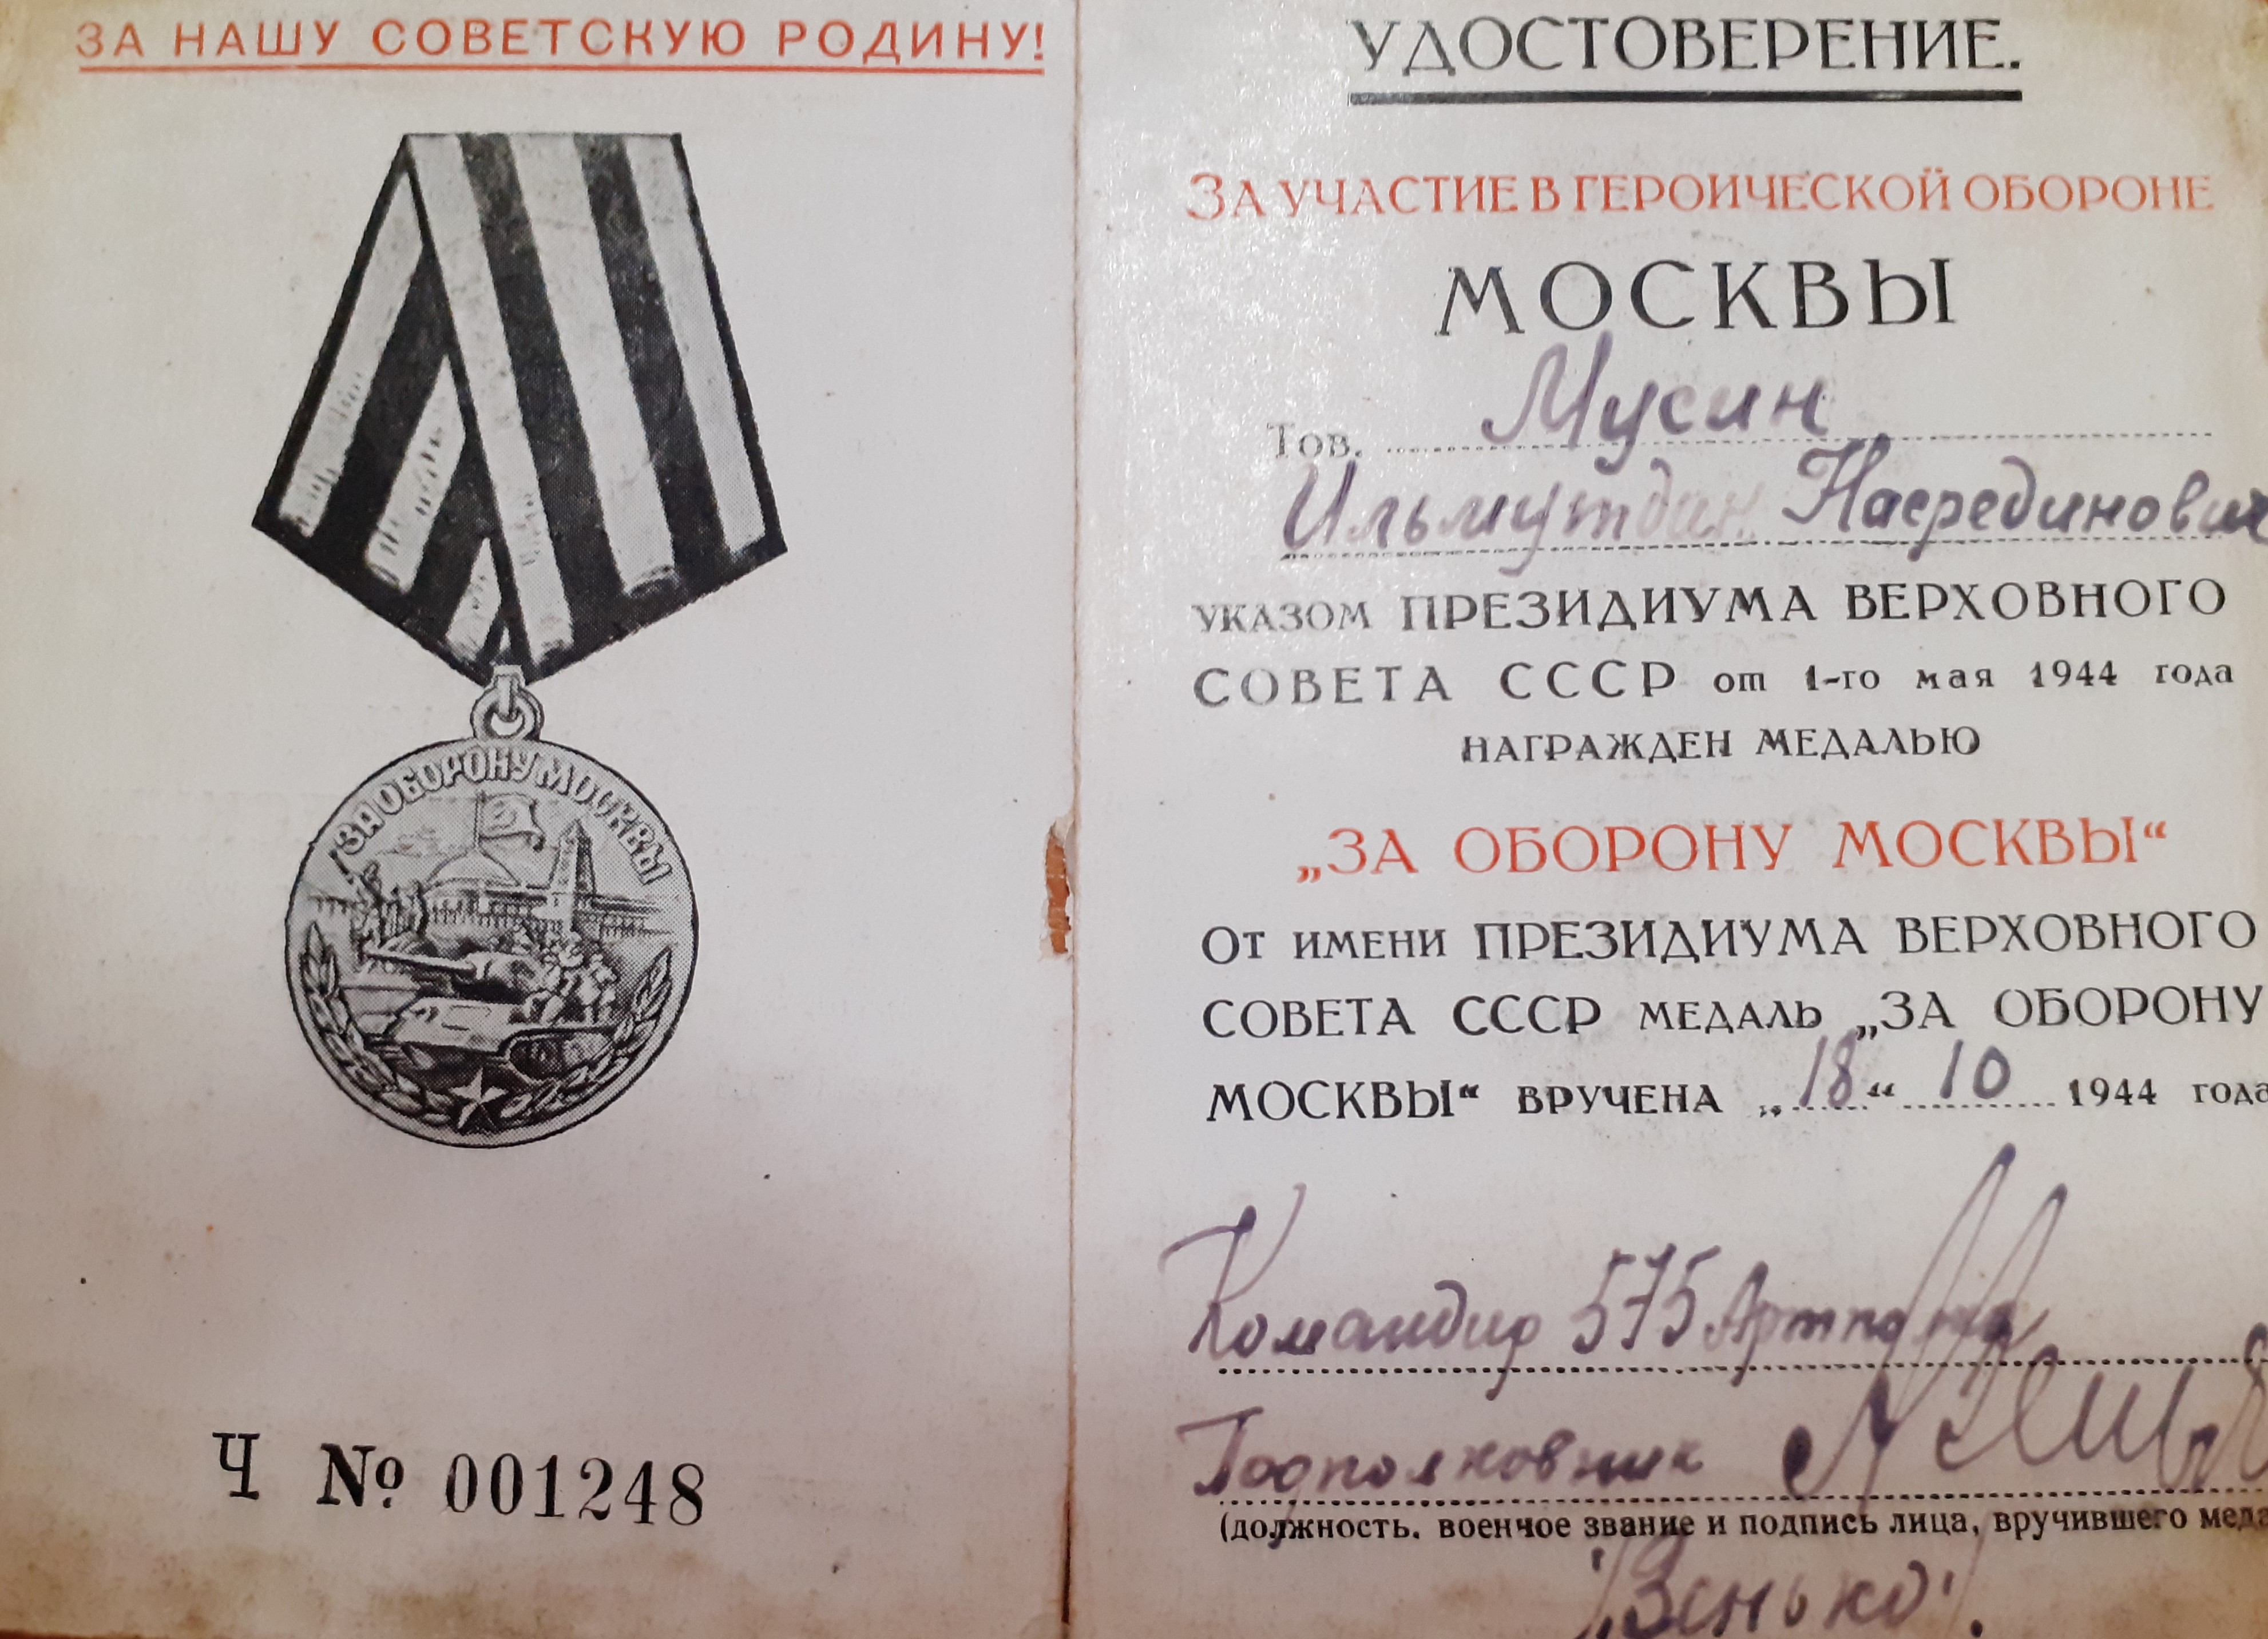 ЗА НАШУ СОВЕТСКУЮ РОДИНУ!
ЗА ОБОРОНУ МОСКВЫ
Ч № 001248
УДОСТОВЕРЕНИЕ.
ЗА УЧАСТИЕ В ГЕРОИЧЕСКОЙ ОБОРОНЕ
МОСКВЫ
Тов. Мусин
Ильмутдин Насрединович
УКАЗОМ ПРЕЗИДИУМА ВЕРХОВНОГО
СОВЕТА СССР от 1-го мая 1944 года
НАГРАЖДЕН МЕДАЛЬЮ
„ЗА ОБОРОНУ МОСКВЫ“
ОТ ИМЕНИ ПРЕЗИДИУМА ВЕРХОВНОГО
СОВЕТА СССР МЕДАЛЬ „ЗА ОБОРОНУ
МОСКВЫ“ ВРУЧЕНА „18“ 10 1944 года
Командир 575 Артполка
Подполковник
(должность, военное звание и подпись лица, вручившего меда
/Зенько/.